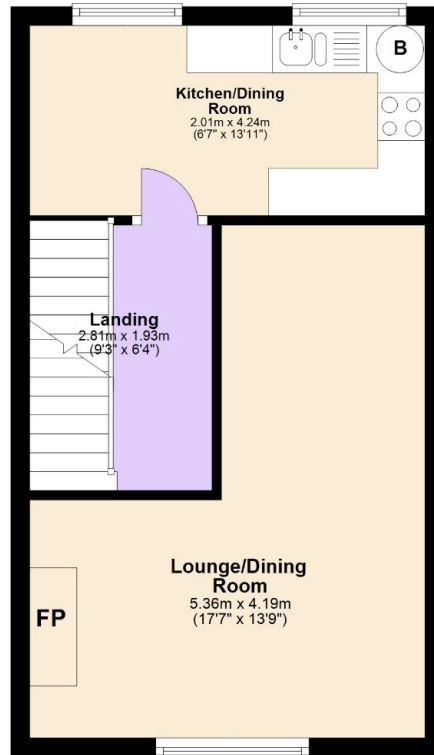 B
Kitchen/Dining
Room
2.01m x 4.24m
(6'7" x 13'11")
Landing
2.81m x 1.93m
(9'3" x 6'4")
Lounge/Dining
Room
5.36m x 4.19m
(17'7" x 13'9")
FP